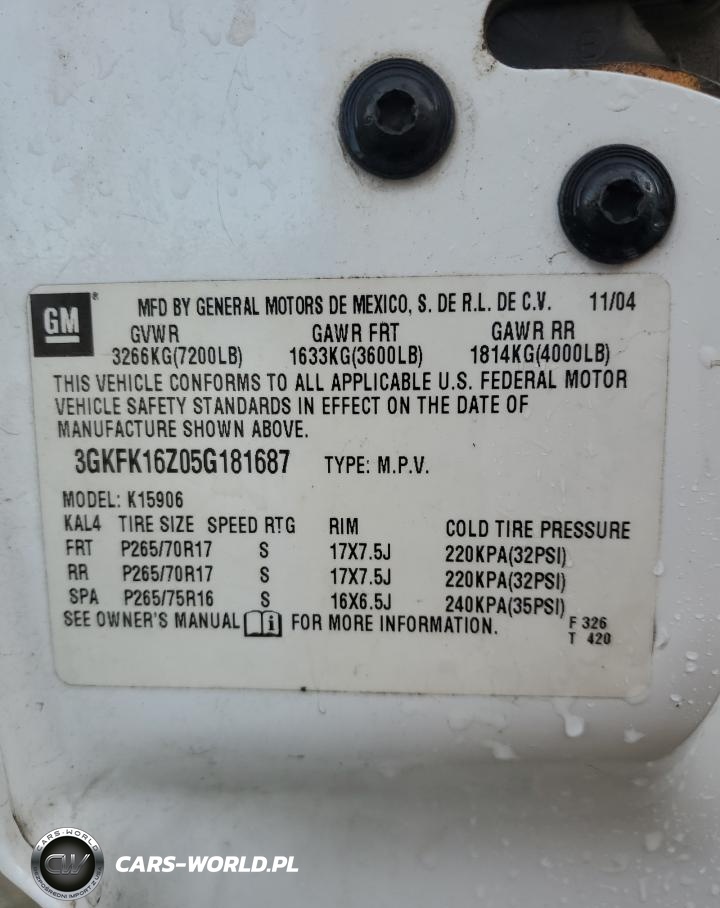 GM ® MFD BY GENERAL MOTORS DE MEXICO, S. DE R.L. DE C.V. 11/04
GVWR GAWR FRT GAWR RR
3266KG(7200LB) 1633KG(3600LB) 1814KG(4000LB)
THIS VEHICLE CONFORMS TO ALL APPLICABLE U.S. FEDERAL MOTOR
VEHICLE SAFETY STANDARDS IN EFFECT ON THE DATE OF
MANUFACTURE SHOWN ABOVE.
3GKFK16Z05G181687 TYPE: M.P.V.
MODEL: K15906
KAL4 TIRE SIZE SPEED RTG RIM COLD TIRE PRESSURE
FRT P265/70R17 S 17X7.5J 220KPA(32PSI)
RR P265/70R17 S 17X7.5J 220KPA(32PSI)
SPA P265/75R16 S 16X6.5J 240KPA(35PSI)
SEE OWNER'S MANUAL i FOR MORE INFORMATION.
F 326
T 420
CARS-WORLD
CW
CARS-WORLD.PL